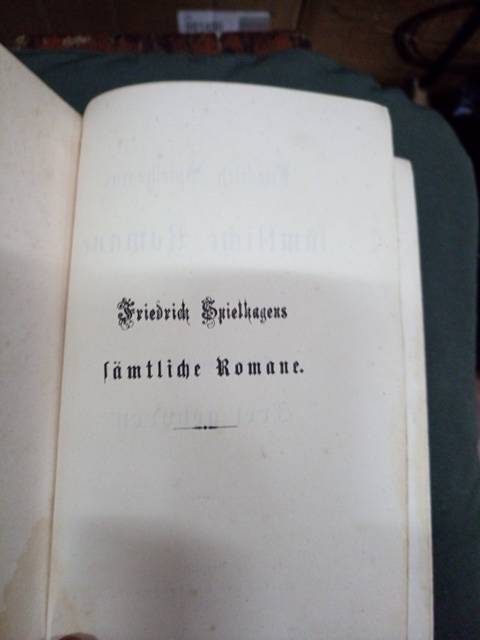 Friedrich Spielhagens
sämtliche Romane.